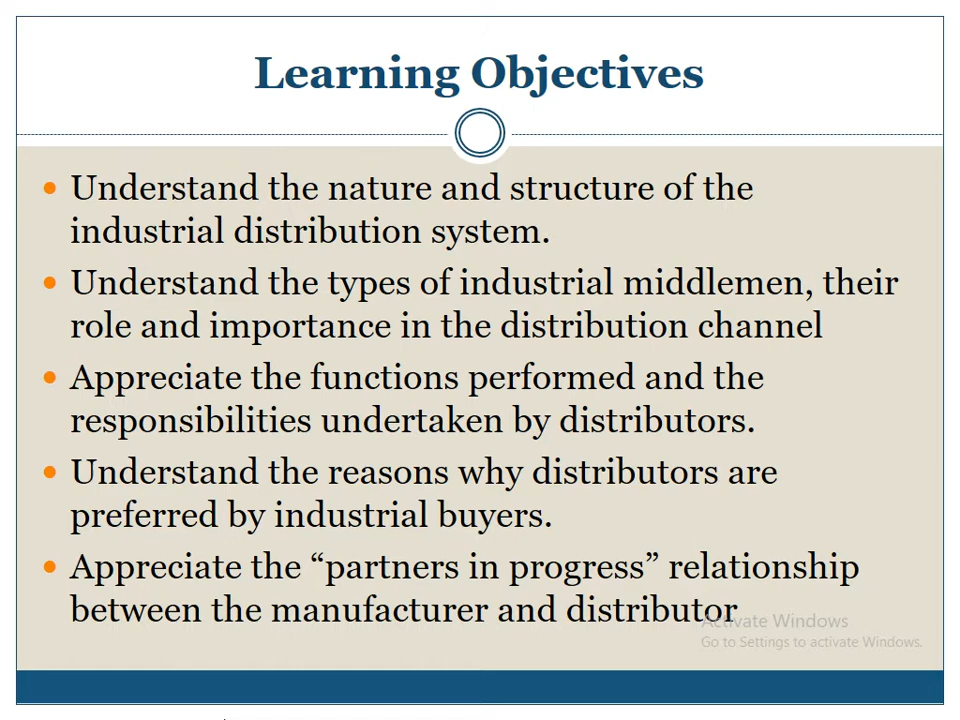 Learning Objectives
• Understand the nature and structure of the
industrial distribution system.
• Understand the types of industrial middlemen, their
role and importance in the distribution channel
• Appreciate the functions performed and the
responsibilities undertaken by distributors.
• Understand the reasons why distributors are
preferred by industrial buyers.
• Appreciate the “partners in progress” relationship
between the manufacturer and distributor
Activate Windows
Go to Settings to activate Windows.